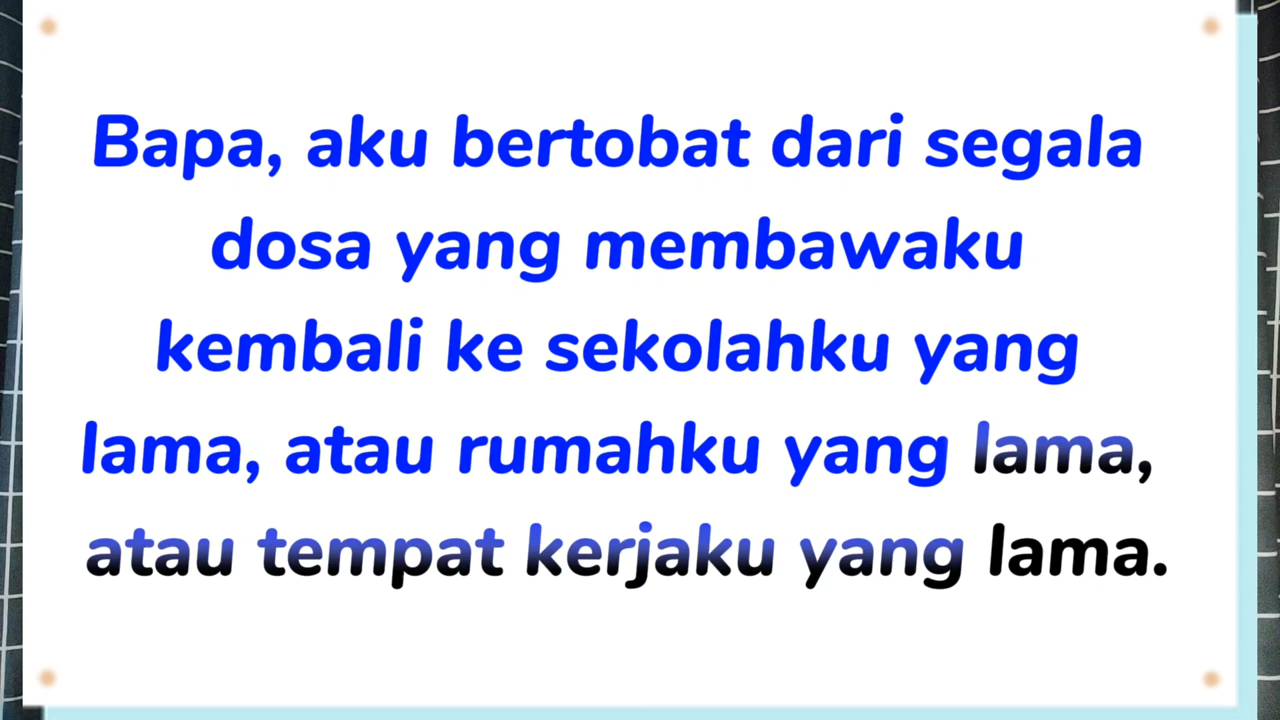 Bapa, aku bertobat dari segala
dosa yang membawaku
kembali ke sekolahku yang
lama, atau rumahku yang lama,
atau tempat kerjaku yang lama.